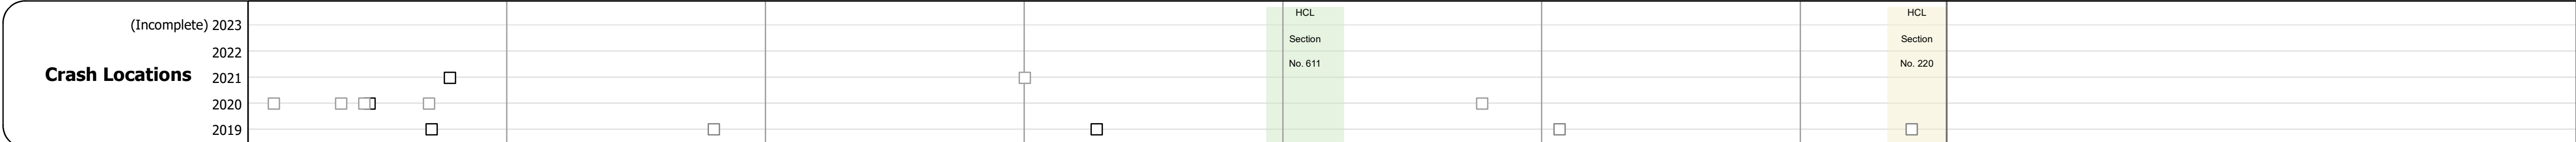 Crash Locations
(Incomplete) 2023
2022
2021
2020
2019
HCL
Section
No. 611
HCL
Section
No. 220